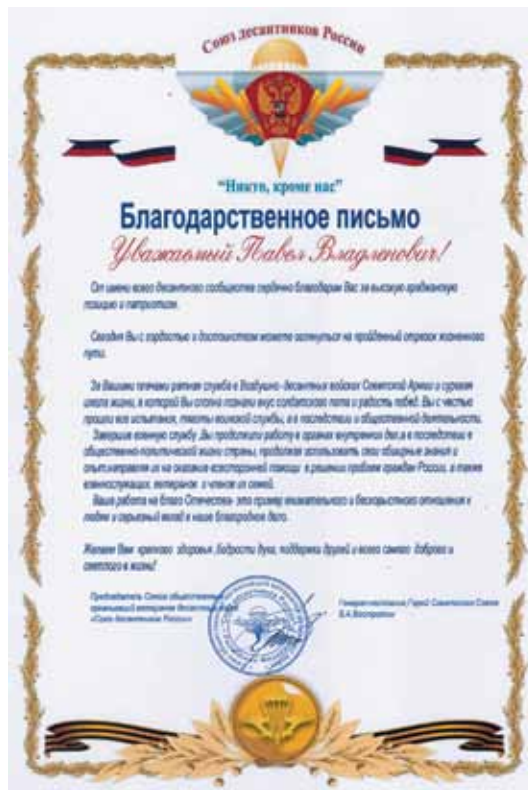 Союз десантников России
"Никто, кроме нас"
Благодарственное письмо
Уважаемый Павел Владленович!
От имени всего десантного сообщества сердечно благодарим Вас за высокую гражданскую
позицию и патриотизм.
Сегодня Вы с гордостью и достоинством можете оглянуться на пройденный отрезок жизненного
пути.
За Вашими плечами ратная служба в Воздушно-десантных войсках Советской Армии и суровая
школа жизни, в которой Вы сполна познали вкус солдатского пота и радость побед. Вы с честью
прошли все испытания, тяготы воинской службы, а в последствии и общественной деятельности.
Завершив военную службу, Вы продолжили работу в органах внутренних дел, а в последствии в
общественно-политической жизни страны, продолжая использовать свои обширные знания и
опыт, направляя их на оказание всесторонней помощи в решении проблем граждан России, а также
военнослужащих, ветеранов и членов их семей.
Ваша работа на благо Отечества- это пример внимательного и бескорыстного отношения к
людям и серьезный вклад в наше благородное дело.
Желаем Вам крепкого здоровья, бодрости духа, поддержки друзей и всего самого доброго и
светлого в жизни!
Председатель Союза общественных
организаций ветеранов десантных войск
«Союз десантников России»
Генерал-полковник, Герой Советского Союза
В.А.Востротин